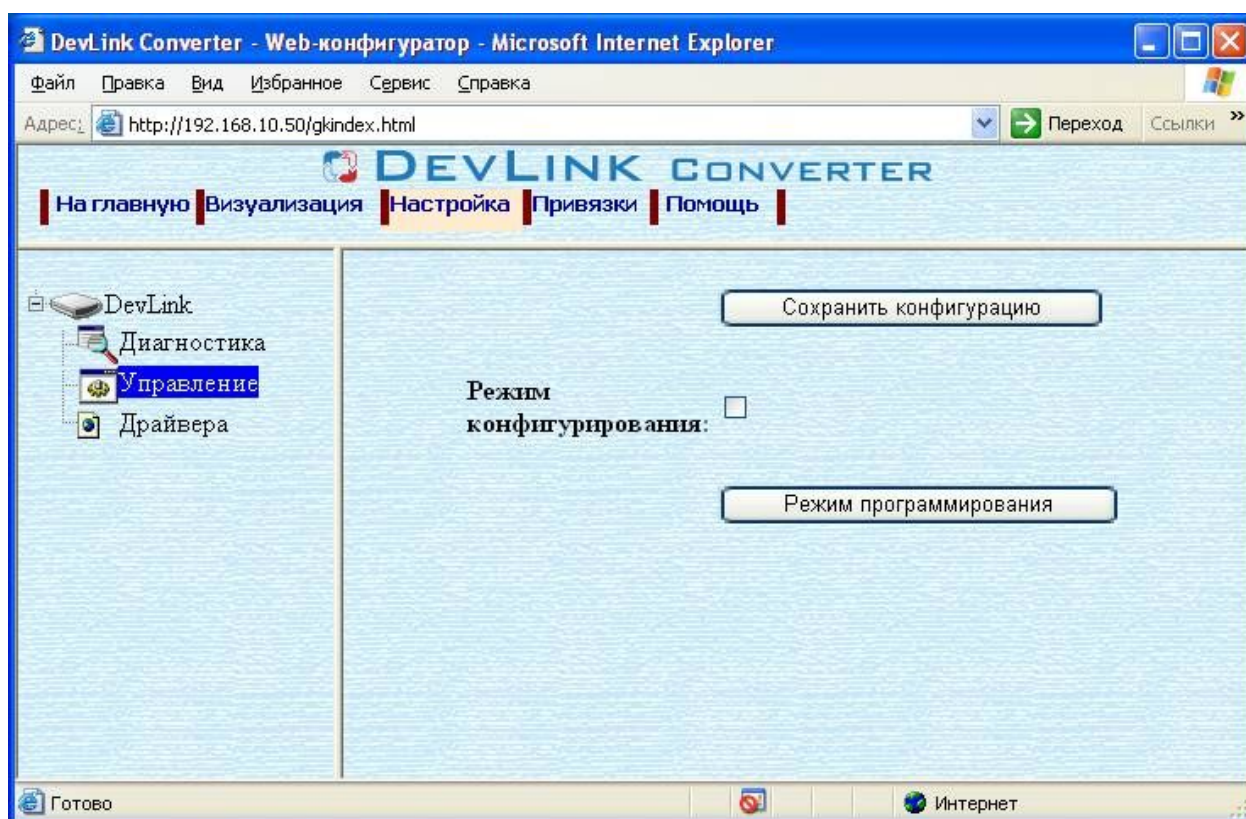 DevLink Converter - Web-конфигуратор - Microsoft Internet Explorer
Файл Правка Вид Избранное Сервис Справка
Адрес: http://192.168.10.50/gkindex.html Переход Ссылки »
DEVLINK CONVERTER
На главную Визуализация Настройка Привязки Помощь
DevLink
Диагностика
Управление
Драйвера
Сохранить конфигурацию
Режим
конфигурирования:
Режим программирования
Готово Интернет